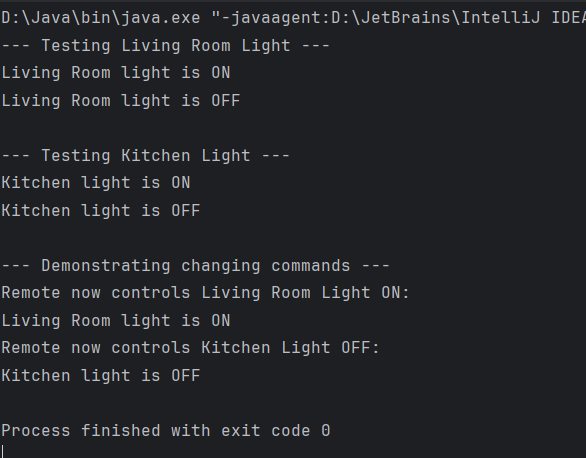 D:\Java\bin\java.exe "-javaagent:D:\JetBrains\IntelliJ IDEA
--- Testing Living Room Light ---
Living Room light is ON
Living Room light is OFF
--- Testing Kitchen Light ---
Kitchen light is ON
Kitchen light is OFF
--- Demonstrating changing commands ---
Remote now controls Living Room Light ON:
Living Room light is ON
Remote now controls Kitchen Light OFF:
Kitchen light is OFF
Process finished with exit code 0